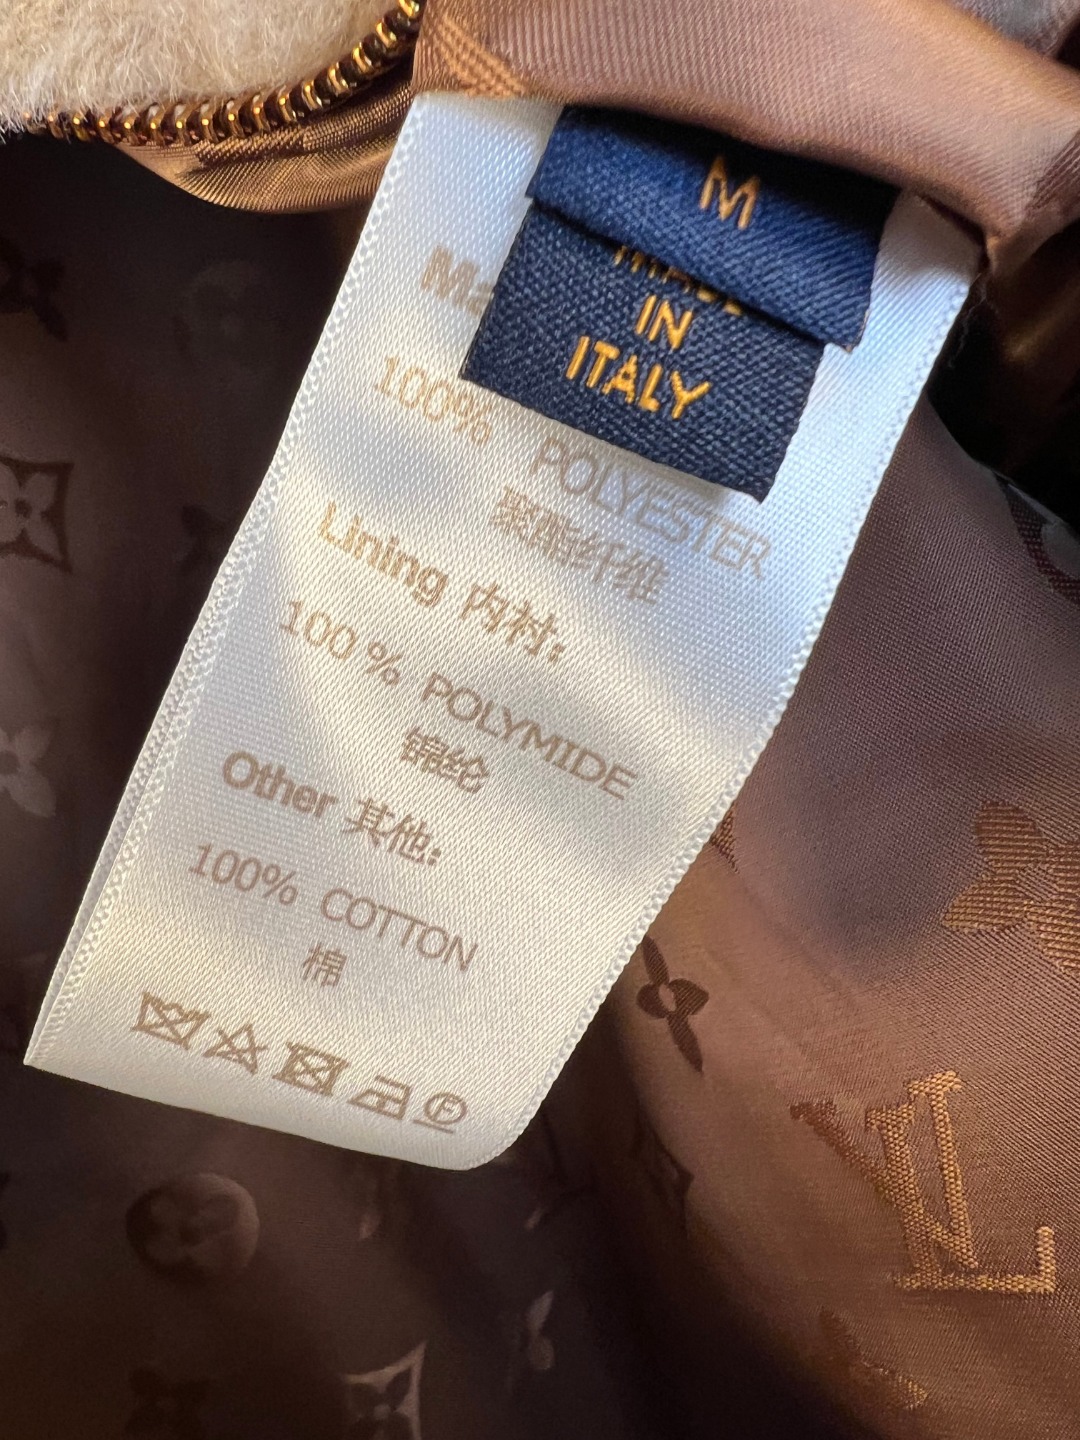 M
IN
ITALY
100% POLYESTER
聚酯纤维
Lining 内衬:
100% POLYMIDE
锦纶
Other 其他:
100% COTTON
棉
P
LV